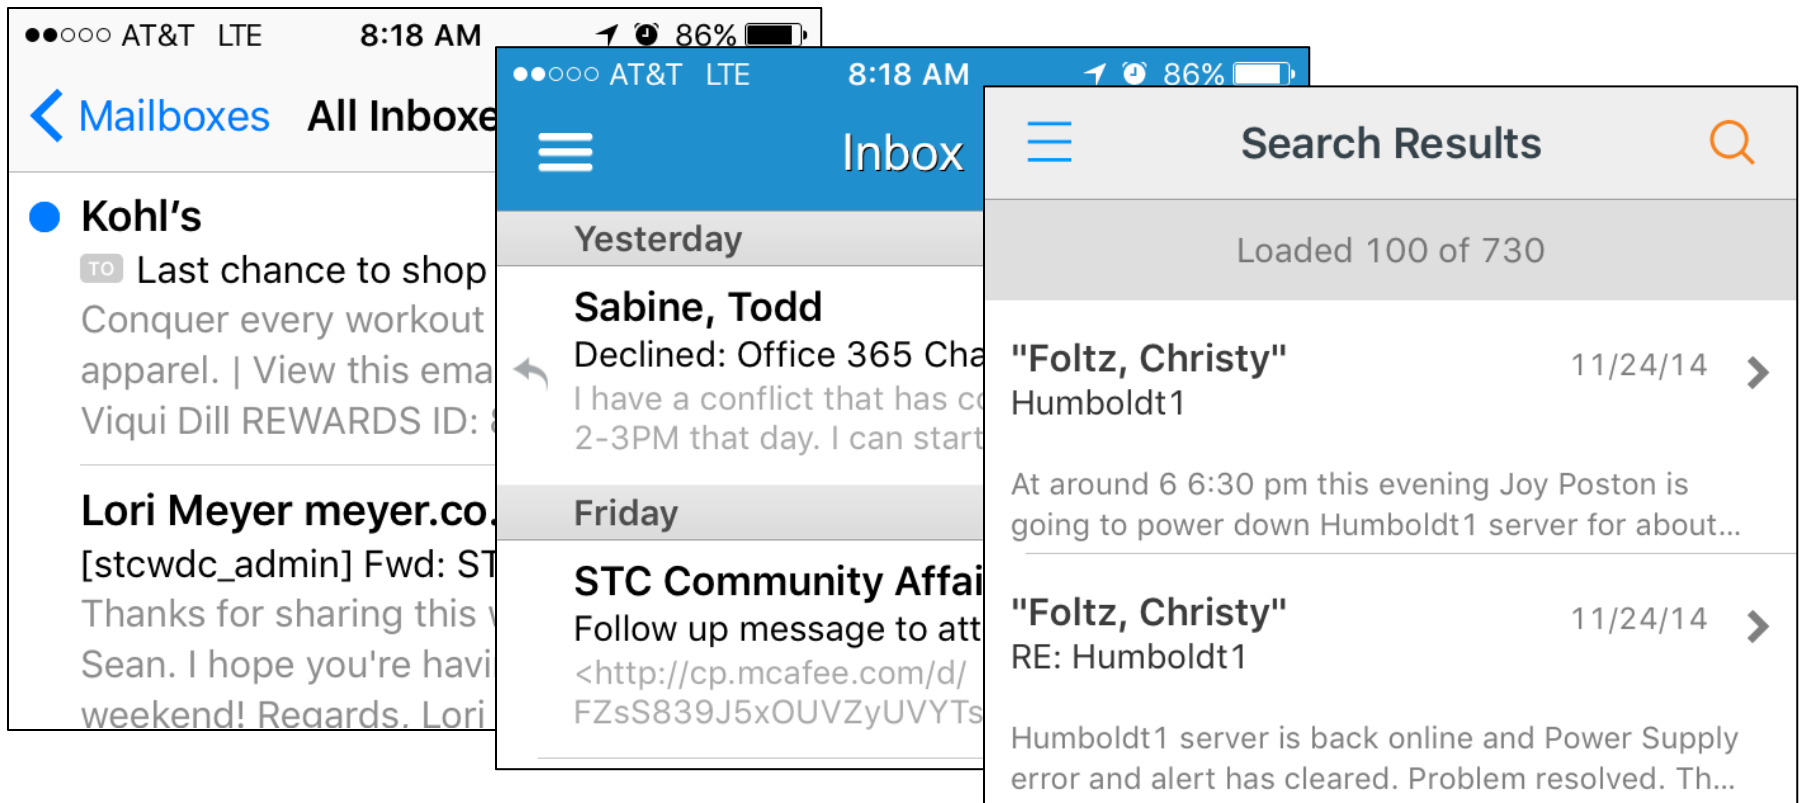 AT&T LTE 8:18 AM 86%
Mailboxes All Inboxe
Kohl's
TO Last chance to shop
Conquer every workout
apparel. | View this ema
Viqui Dill REWARDS ID:
Lori Meyer meyer.co.
[stcwdc_admin] Fwd: ST
Thanks for sharing this
Sean. I hope you're havi
weekend! Regards, Lori
AT&T LTE 8:18 AM 86%
Inbox
Yesterday
Sabine, Todd
Declined: Office 365 Cha
I have a conflict that has co
2-3PM that day. I can start
Friday
STC Community Affai
Follow up message to att
<http://cp.mcafee.com/d/
FZsS839J5xOUVZyUVYTs
Search Results
Loaded 100 of 730
"Foltz, Christy" 11/24/14
Humboldt1
At around 6 6:30 pm this evening Joy Poston is
going to power down Humboldt1 server for about...
"Foltz, Christy" 11/24/14
RE: Humboldt1
Humboldt1 server is back online and Power Supply
error and alert has cleared. Problem resolved. Th...